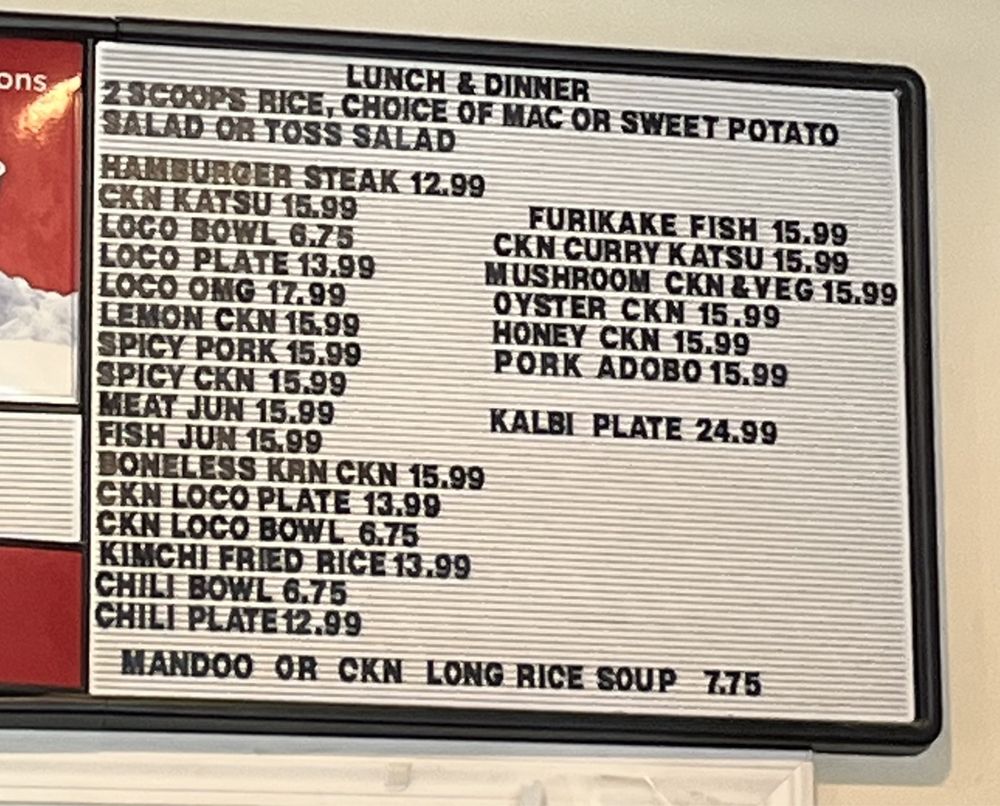 ons
LUNCH & DINNER
2 SCOOPS RICE, CHOICE OF MAC OR SWEET POTATO
SALAD OR TOSS SALAD
HAMBURGER STEAK 12.99
CKN KATSU 15.99
LOCO BOWL 6.75
LOCO PLATE 13.99
LOCO OMG 17.99
LEMON CKN 15.99
SPICY PORK 15.99
SPICY CKN 15.99
MEAT JUN 15.99
FISH JUN 15.99
BONELESS KRN CKN 15.99
CKN LOCO PLATE 13.99
CKN LOCO BOWL 6.75
KIMCHI FRIED RICE 13.99
CHILI BOWL 6.75
CHILI PLATE 12.99
FURIKAKE FISH 15.99
CKN CURRY KATSU 15.99
MUSHROOM CKN & VEG 15.99
OYSTER CKN 15.99
HONEY CKN 15.99
PORK ADOBO 15.99
KALBI PLATE 24.99
MANDOO OR CKN LONG RICE SOUP 7.75